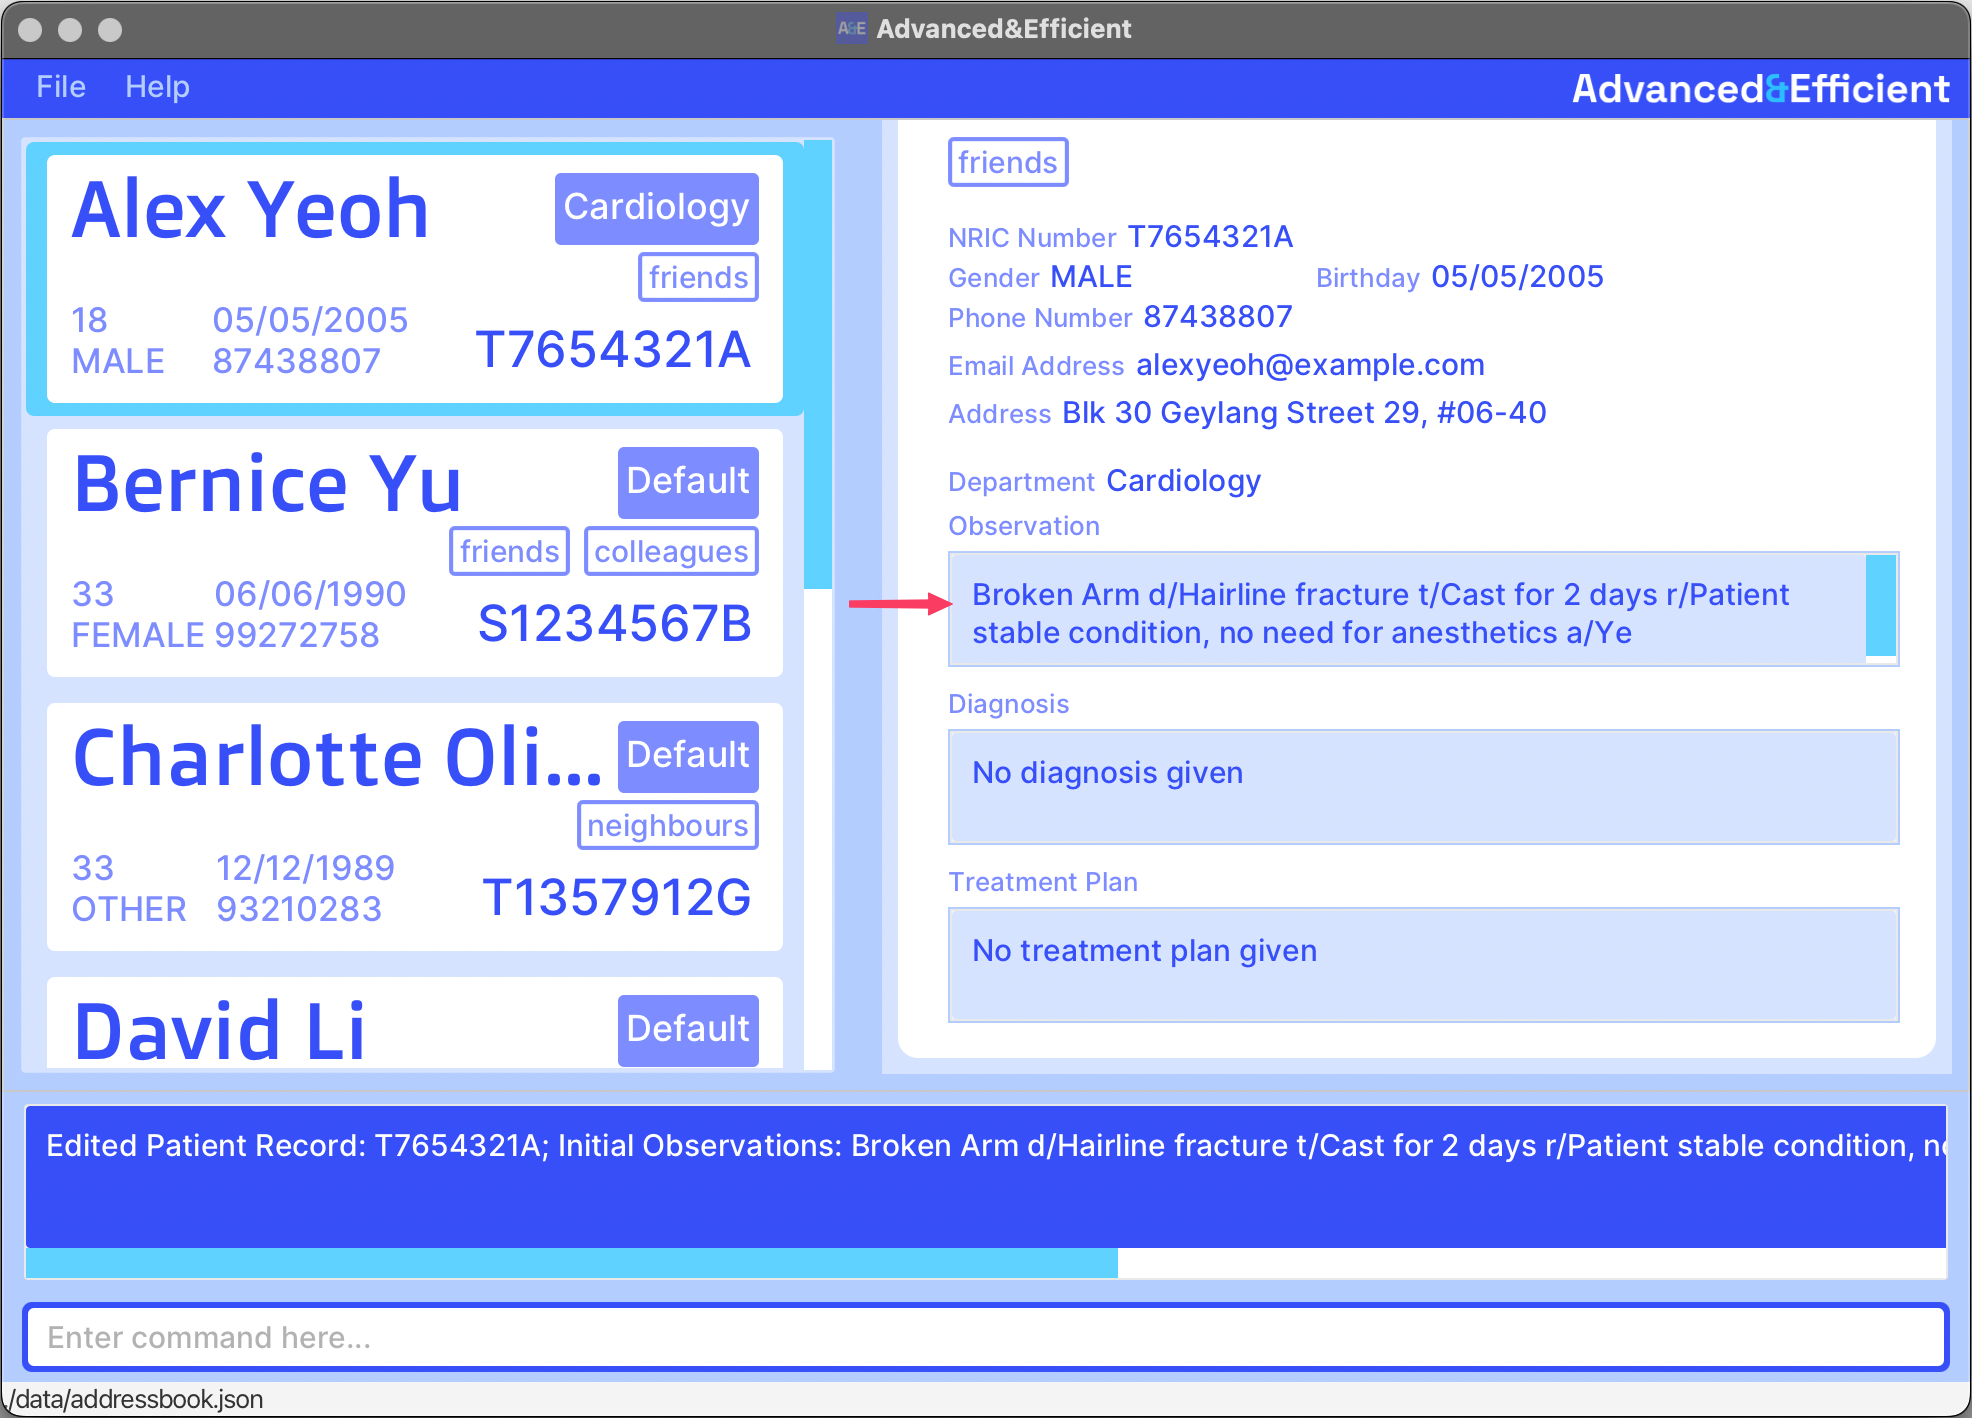 A&E Advanced&Efficient
File Help Advanced&Efficient
Alex Yeoh Cardiology
friends
18 05/05/2005
MALE 87438807 T7654321A
Bernice Yu Default
friends colleagues
33 06/06/1990
FEMALE 99272758 S1234567B
Charlotte Oli... Default
neighbours
33 12/12/1989
OTHER 93210283 T1357912G
David Li Default
friends
NRIC Number T7654321A
Gender MALE Birthday 05/05/2005
Phone Number 87438807
Email Address alexyeoh@example.com
Address Blk 30 Geylang Street 29, #06-40
Department Cardiology
Observation
Broken Arm d/Hairline fracture t/Cast for 2 days r/Patient
stable condition, no need for anesthetics a/Ye
Diagnosis
No diagnosis given
Treatment Plan
No treatment plan given
Edited Patient Record: T7654321A; Initial Observations: Broken Arm d/Hairline fracture t/Cast for 2 days r/Patient stable condition,
Enter command here...
./data/addressbook.json